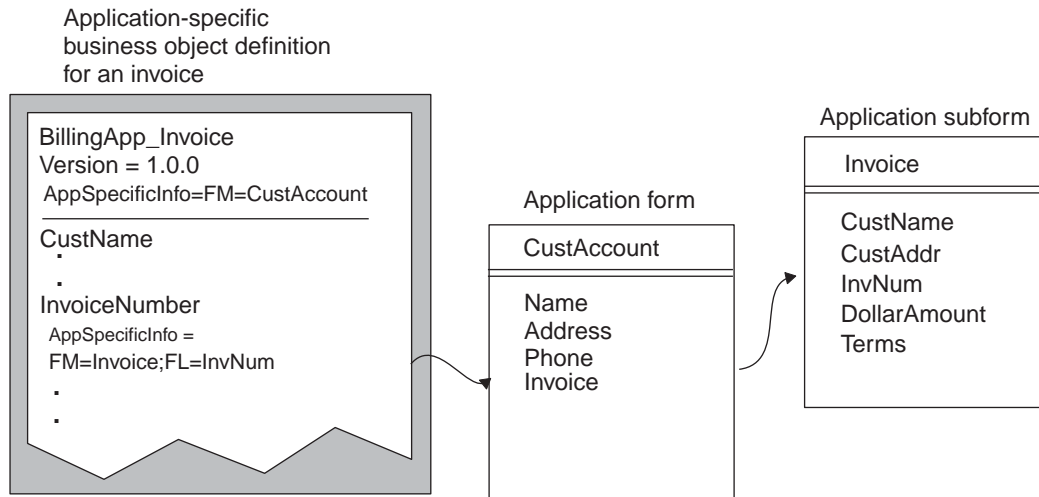 Application-specific
business object definition
for an invoice
BillingApp_Invoice
Version = 1.0.0
AppSpecificInfo=FM=CustAccount
CustName
.
.
InvoiceNumber
AppSpecificInfo =
FM=Invoice;FL=InvNum
.
.
Application form
CustAccount
Name
Address
Phone
Invoice
Application subform
Invoice
CustName
CustAddr
InvNum
DollarAmount
Terms